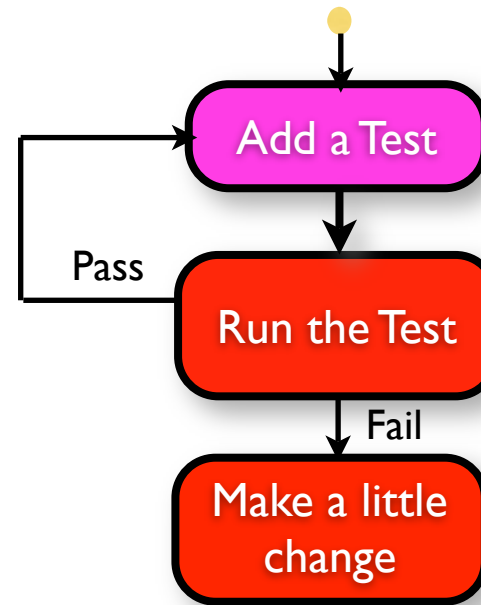 Add a Test
Pass
Run the Test
Fail
Make a little
change